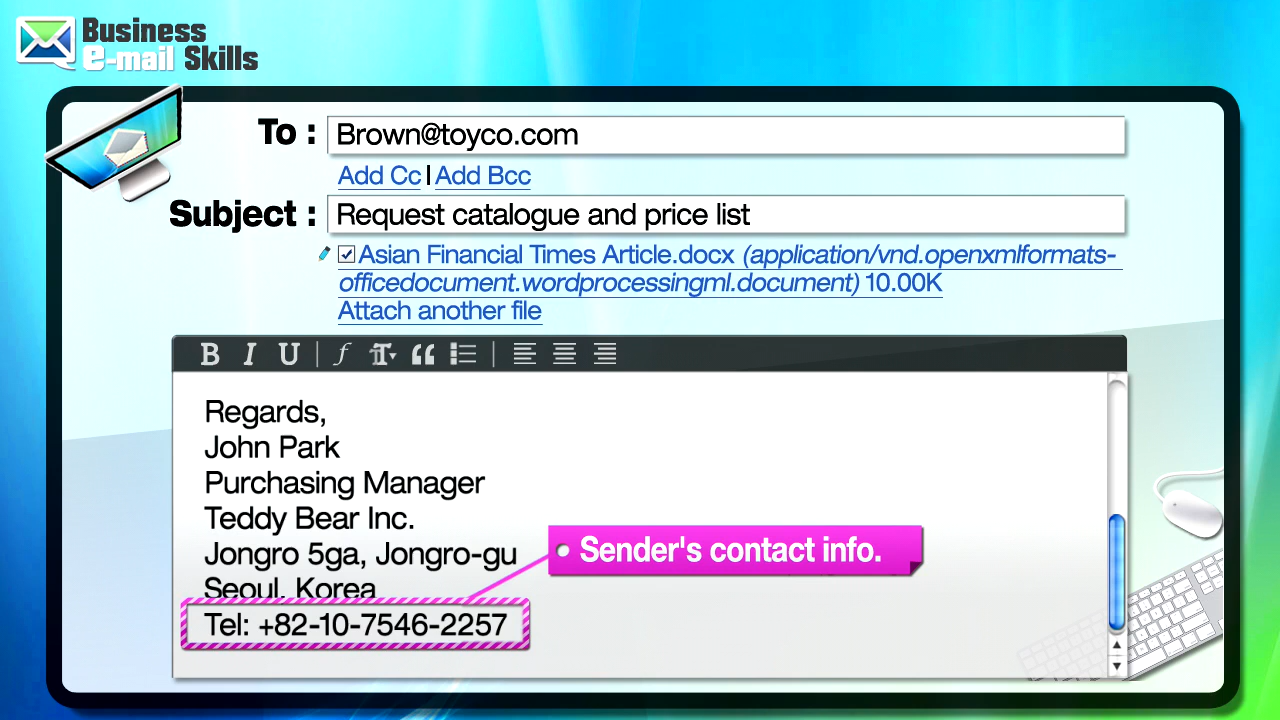 Business
e-mail Skills
To :
Brown@toyco.com
Add Cc | Add Bcc
Subject :
Request catalogue and price list
Asian Financial Times Article.docx (application/vnd.openxmlformats-
officedocument.wordprocessingml.document) 10.00K
Attach another file
B I U | f T “ |
Regards,
John Park
Purchasing Manager
Teddy Bear Inc.
Jongro 5ga, Jongro-gu
• Sender's contact info.
Seoul, Korea
Tel: +82-10-7546-2257